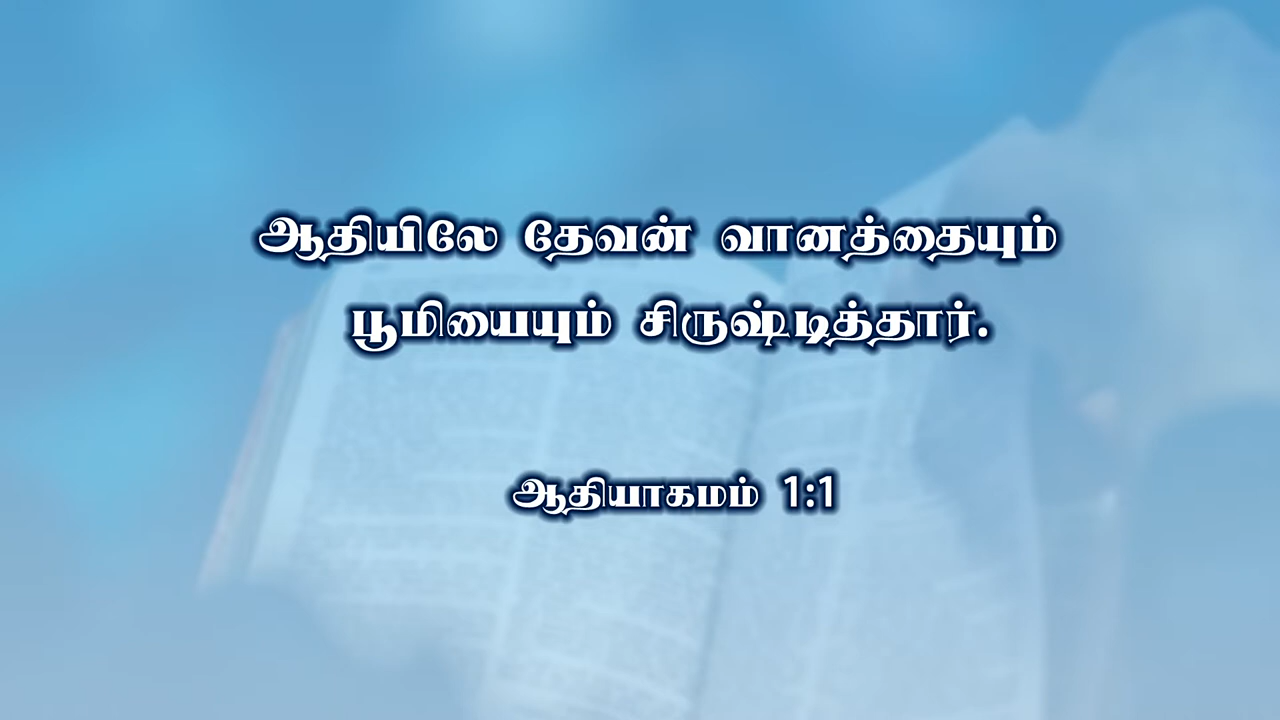 ஆதியிலே தேவன் வானத்தையும்
பூமியையும் சிருஷ்டித்தார்.
ஆதியாகமம் 1:1